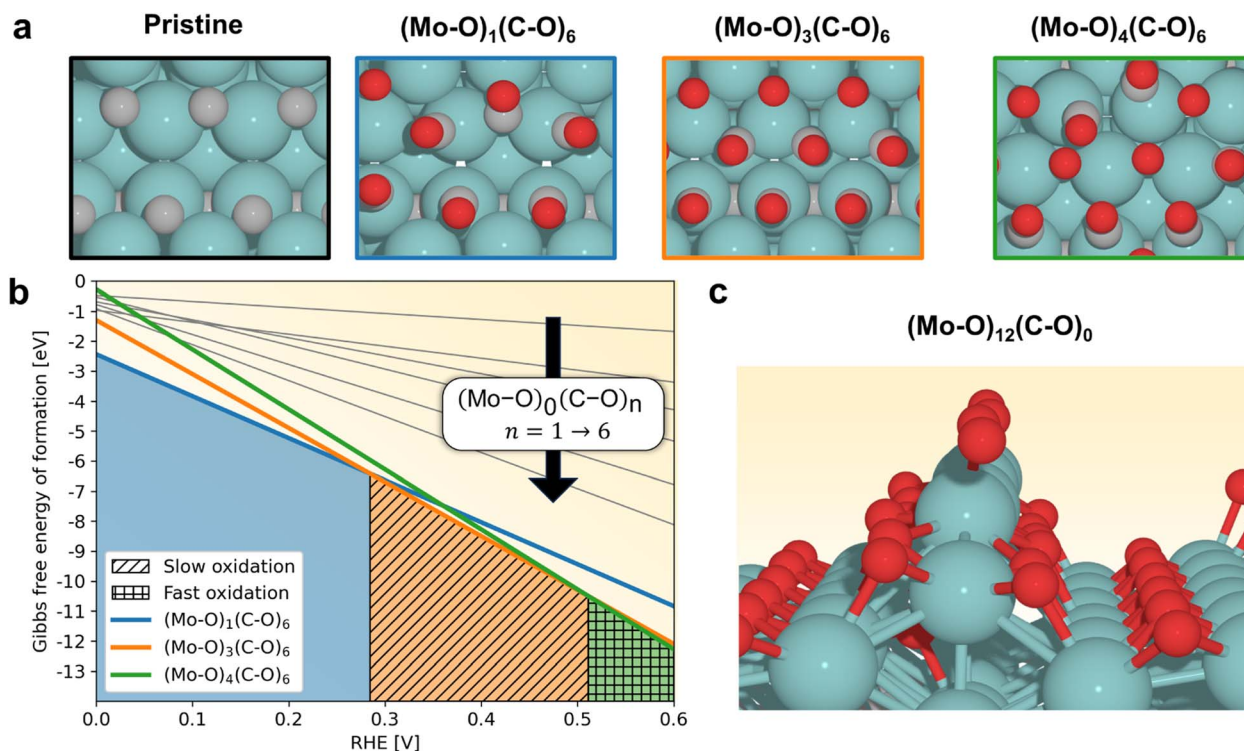 a
Pristine
(Mo-O)₁(C-O)₆
(Mo-O)₃(C-O)₆
(Mo-O)₄(C-O)₆
b
Gibbs free energy of formation [eV]
0
-1
-2
-3
-4
-5
-6
-7
-8
-9
-10
-11
-12
-13
(Mo–O)₀(C–O)ₙ
n = 1 → 6
Slow oxidation
Fast oxidation
(Mo-O)₁(C-O)₆
(Mo-O)₃(C-O)₆
(Mo-O)₄(C-O)₆
0.0 0.1 0.2 0.3 0.4 0.5 0.6
RHE [V]
c
(Mo-O)₁₂(C-O)₀